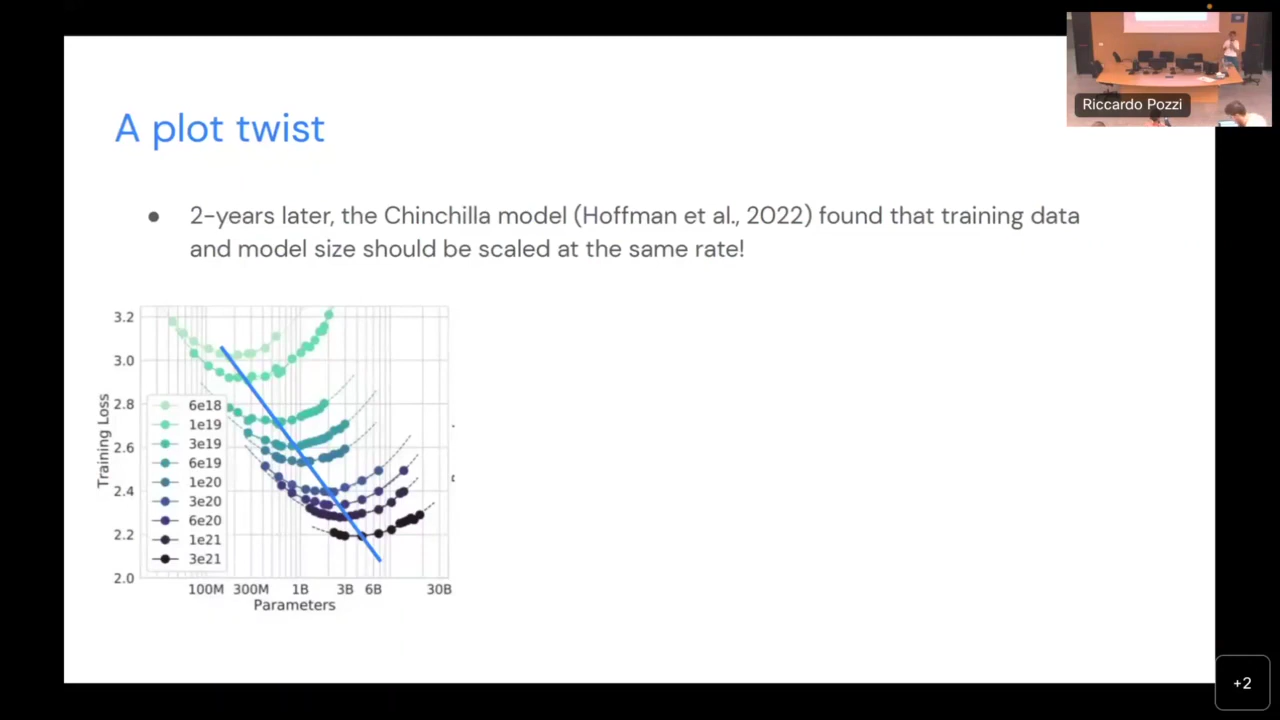 Riccardo Pozzi
A plot twist
● 2-years later, the Chinchilla model (Hoffman et al., 2022) found that training data
and model size should be scaled at the same rate!
3.2
3.0
2.8
2.6
2.4
2.2
2.0
Training Loss
6e18
1e19
3e19
6e19
1e20
3e20
6e20
1e21
3e21
100M 300M 1B 3B 6B 30B
Parameters
+2